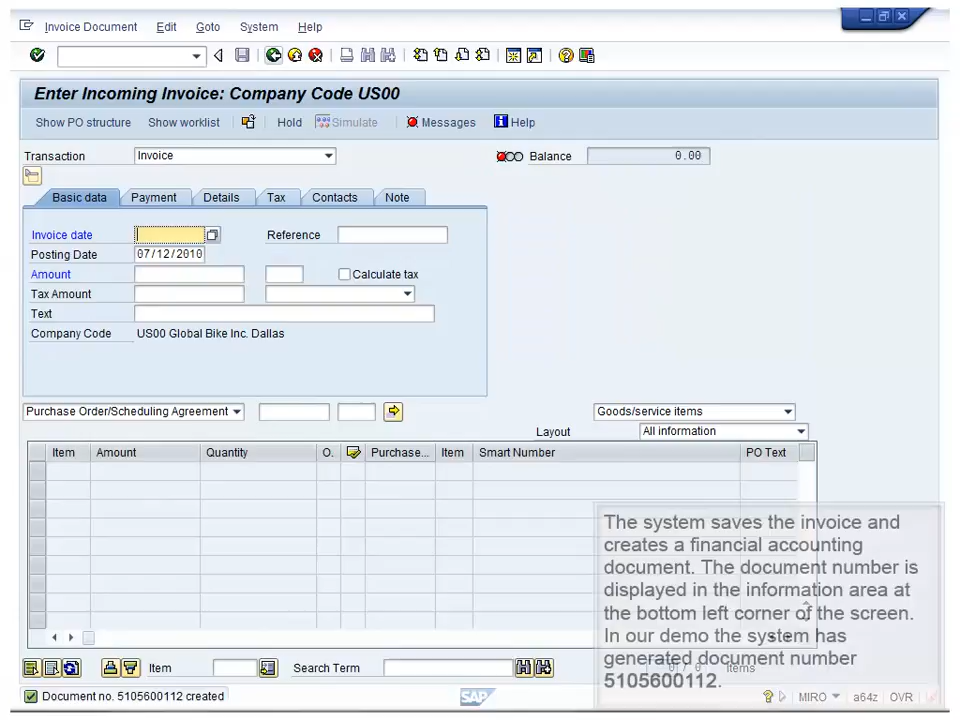 Invoice Document Edit Goto System Help
Enter Incoming Invoice: Company Code US00
Show PO structure Show worklist Hold Simulate Messages Help
Transaction Invoice Balance 0.00
Basic data Payment Details Tax Contacts Note
Invoice date Reference
Posting Date 07/12/2010
Amount Calculate tax
Tax Amount
Text
Company Code US00 Global Bike Inc. Dallas
Purchase Order/Scheduling Agreement Goods/service items
Layout All information
Item Amount Quantity O. Purchase... Item Smart Number PO Text
The system saves the invoice and
creates a financial accounting
document. The document number is
displayed in the information area at
the bottom left corner of the screen.
In our demo the system has
generated document number
5105600112.
Item Search Term Items
Document no. 5105600112 created SAP MIRO a64z OVR